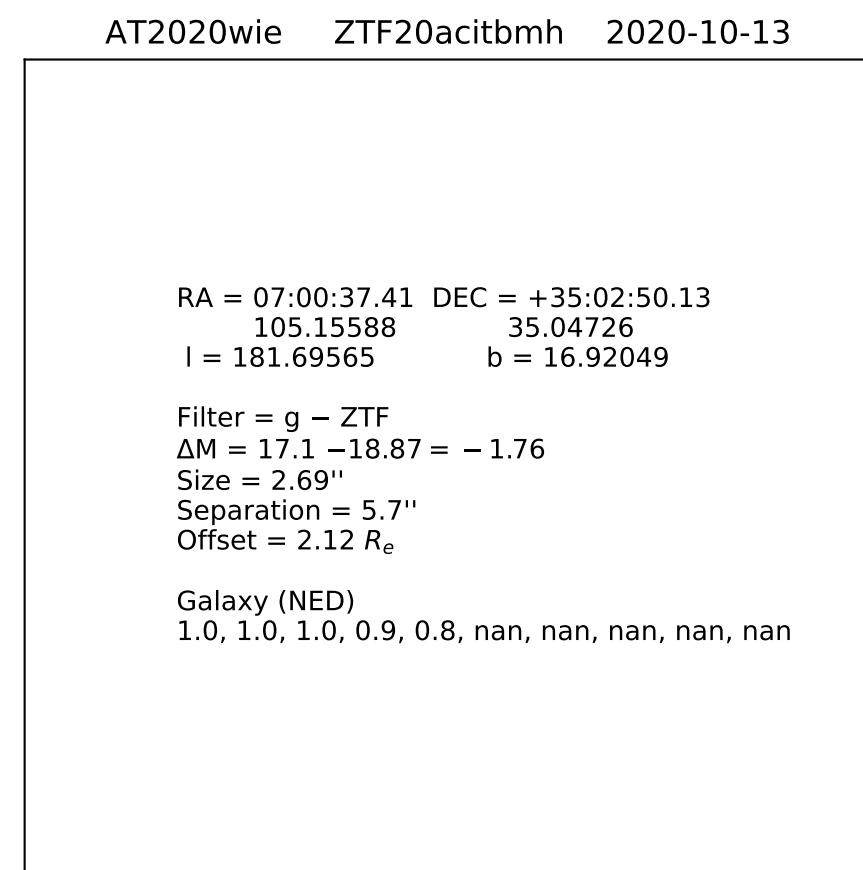 AT2020wie ZTF20acitbmh 2020-10-13
RA = 07:00:37.41 DEC = +35:02:50.13
105.15588 35.04726
l = 181.69565 b = 16.92049
Filter = g − ZTF
ΔM = 17.1 −18.87 = − 1.76
Size = 2.69''
Separation = 5.7''
Offset = 2.12 Rₑ
Galaxy (NED)
1.0, 1.0, 1.0, 0.9, 0.8, nan, nan, nan, nan, nan